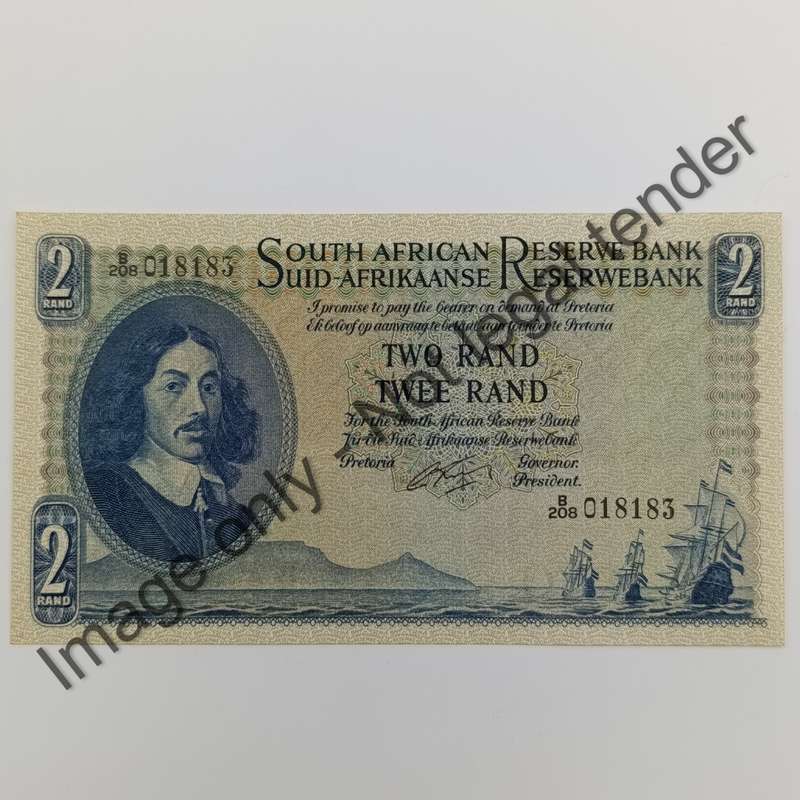 2
RAND
B/208 018183
SOUTH AFRICAN RESERVE BANK
SUID-AFRIKAANSE RESERWEBANK
2
RAND
I promise to pay the bearer on demand at Pretoria
Ek beloof op aanvraag te betaal aan toonder te Pretoria
TWO RAND
TWEE RAND
For the South African Reserve Bank
Vir die Suid-Afrikaanse Reserwebank
Pretoria
Governor.
President.
B/208 018183
2
RAND
Image only - Not legal tender